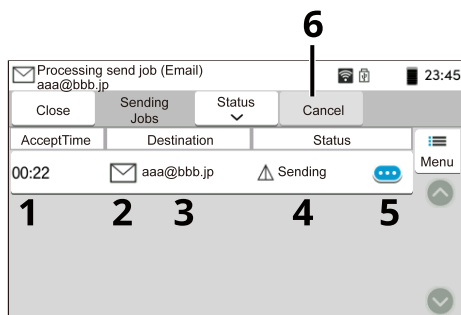 6
Processing send job (Email)
aaa@bbb.jp
23:45
Close
Sending
Jobs
Status
Cancel
AcceptTime
Destination
Status
Menu
00:22
aaa@bbb.jp
Sending
1
2
3
4
5